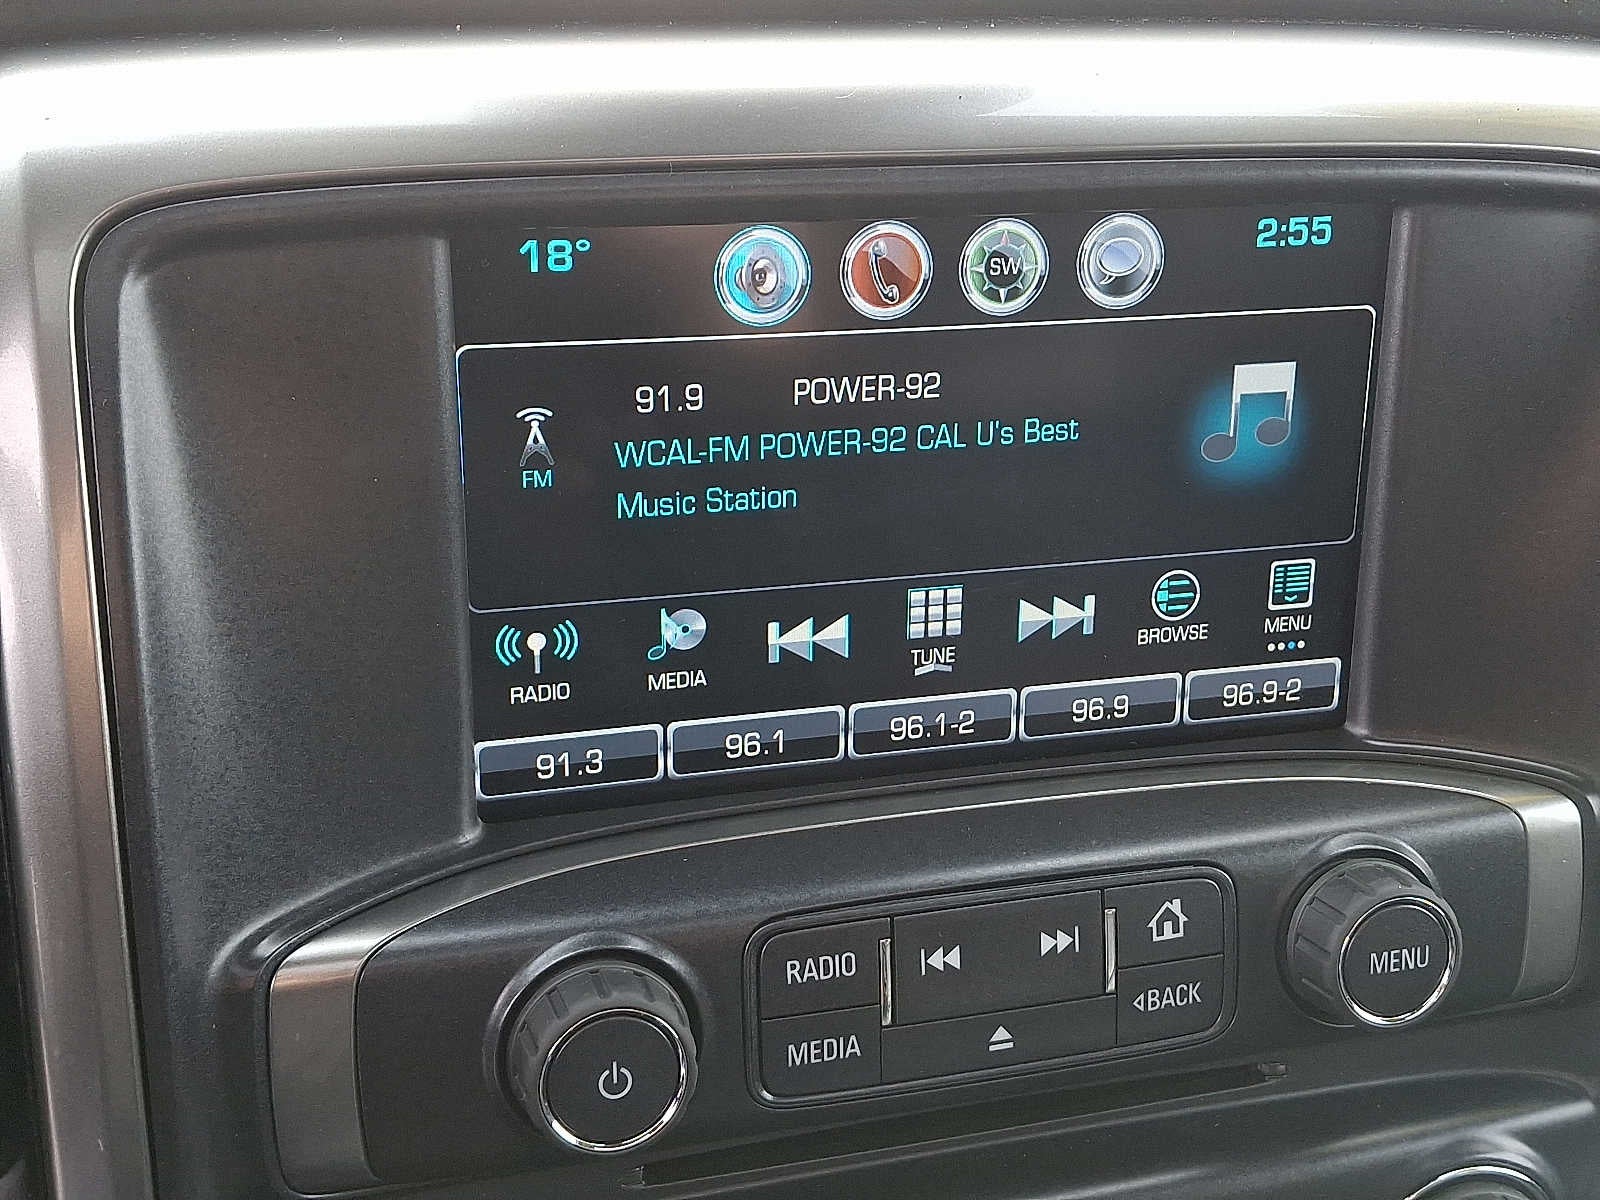 18° SW 2:55
91.9 POWER-92
WCAL-FM POWER-92 CAL U's Best
FM
Music Station
RADIO MEDIA TUNE BROWSE MENU
91.3 96.1 96.1-2 96.9 96.9-2
RADIO
MENU
BACK
MEDIA